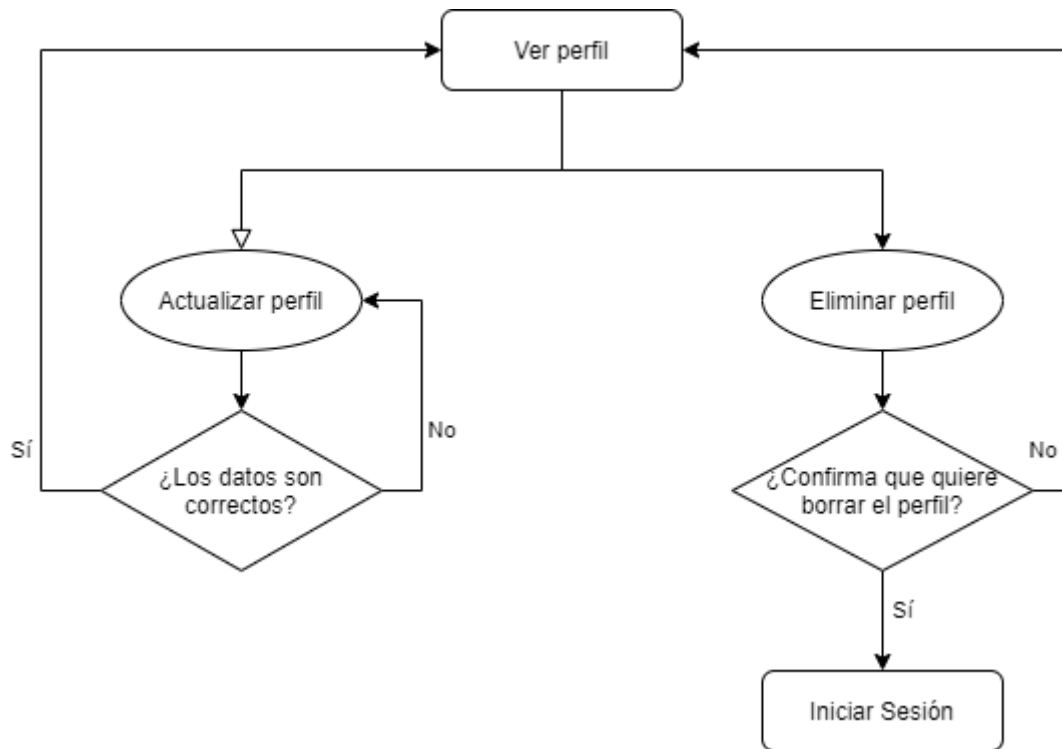 Ver perfil
Actualizar perfil
Eliminar perfil
Sí
¿Los datos son
correctos?
No
¿Confirma que quiere
borrar el perfil?
No
Sí
Iniciar Sesión